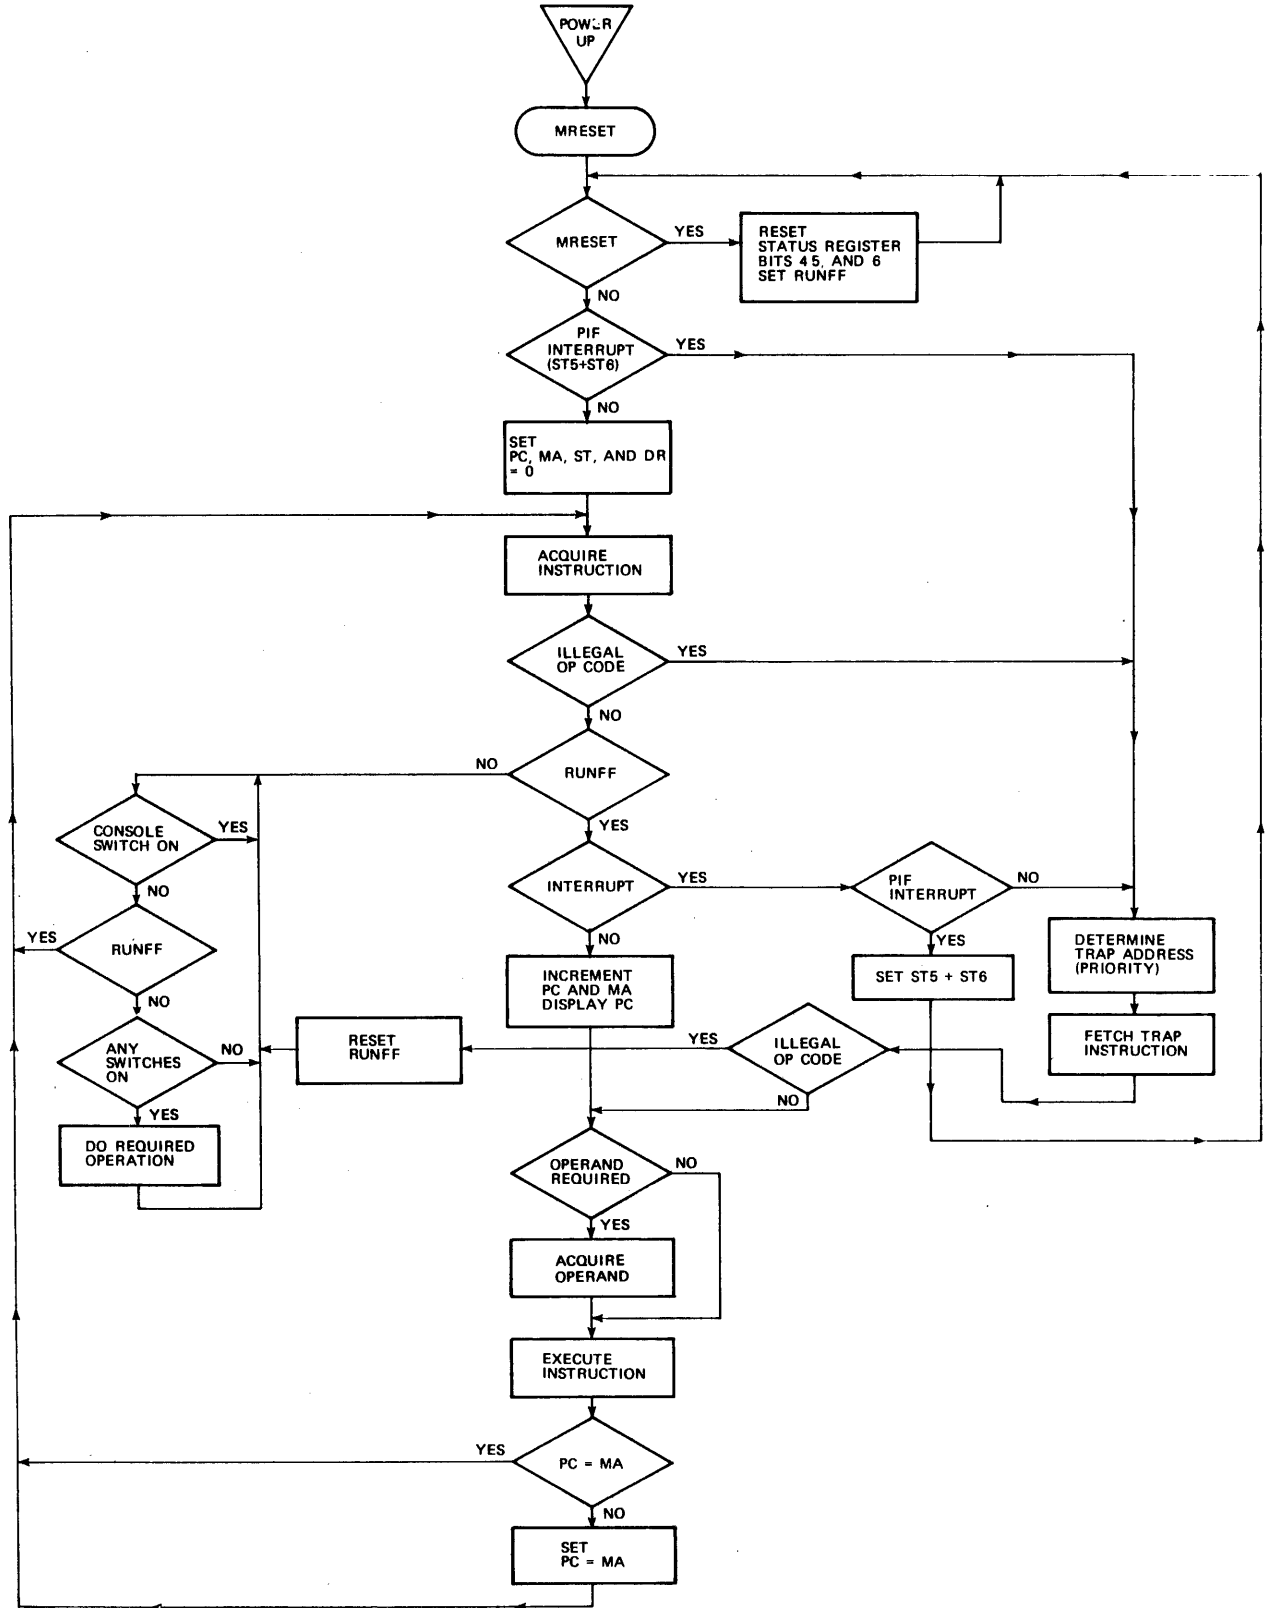 POWER
UP
MRESET
MRESET
YES
RESET
STATUS REGISTER
BITS 4 5, AND 6
SET RUNFF
NO
PIF
INTERRUPT
(ST5+ST6)
YES
NO
SET
PC, MA, ST, AND DR
= 0
ACQUIRE
INSTRUCTION
ILLEGAL
OP CODE
YES
NO
RUNFF
NO
YES
CONSOLE
SWITCH ON
YES
NO
RUNFF
YES
NO
ANY
SWITCHES
ON
NO
YES
DO REQUIRED
OPERATION
INTERRUPT
YES
NO
PIF
INTERRUPT
NO
YES
SET ST5 + ST6
DETERMINE
TRAP ADDRESS
(PRIORITY)
FETCH TRAP
INSTRUCTION
INCREMENT
PC AND MA
DISPLAY PC
ILLEGAL
OP CODE
YES
NO
RESET
RUNFF
OPERAND
REQUIRED
NO
YES
ACQUIRE
OPERAND
EXECUTE
INSTRUCTION
PC = MA
YES
NO
SET
PC = MA